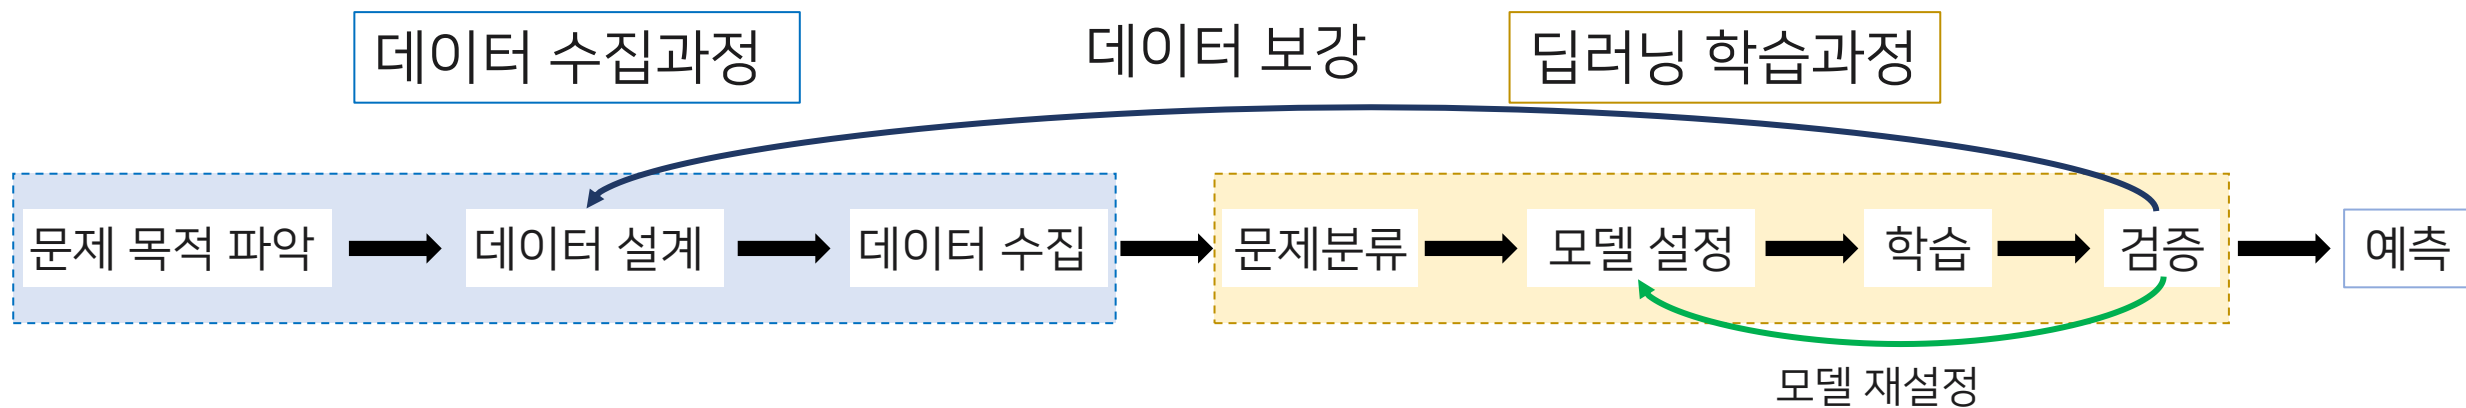 데이터 수집과정
데이터 보강
딥러닝 학습과정
문제 목적 파악
데이터 설계
데이터 수집
문제분류
모델 설정
학습
검증
예측
모델 재설정